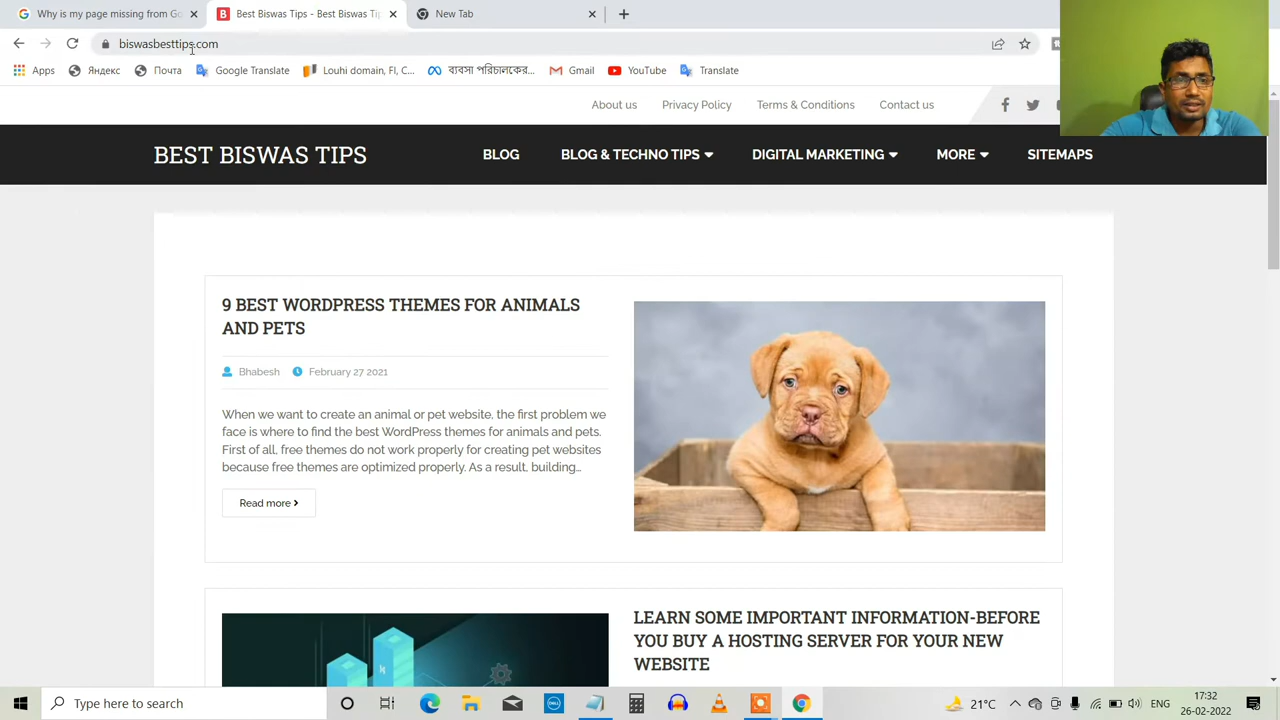 Why is my page missing from Go
Best Biswas Tips - Best Biswas Ti
New Tab
biswasbesttips.com
Apps
Яндекс
Почта
Google Translate
Louhi domain, Fl, C...
ব্যবসা পরিচালকের...
Gmail
YouTube
Translate
About us
Privacy Policy
Terms & Conditions
Contact us
BEST BISWAS TIPS
BLOG
BLOG & TECHNO TIPS
DIGITAL MARKETING
MORE
SITEMAPS
9 BEST WORDPRESS THEMES FOR ANIMALS
AND PETS
Bhabesh
February 27 2021
When we want to create an animal or pet website, the first problem we
face is where to find the best WordPress themes for animals and pets.
First of all, free themes do not work properly for creating pet websites
because free themes are optimized properly. As a result, building...
Read more
LEARN SOME IMPORTANT INFORMATION-BEFORE
YOU BUY A HOSTING SERVER FOR YOUR NEW
WEBSITE
Type here to search
DELL
21°C
ENG
17:32
26-02-2022